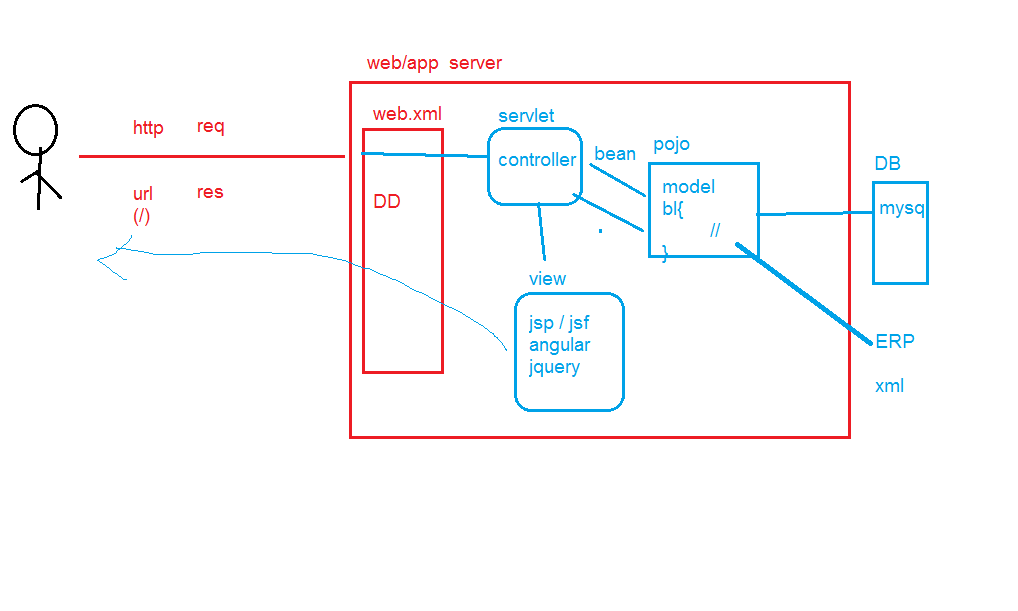 web/app server
http req
url res
(/)
web.xml
DD
servlet
controller
bean
pojo
model
bl{
//
}
view
jsp / jsf
angular
jquery
DB
mysq
ERP
xml